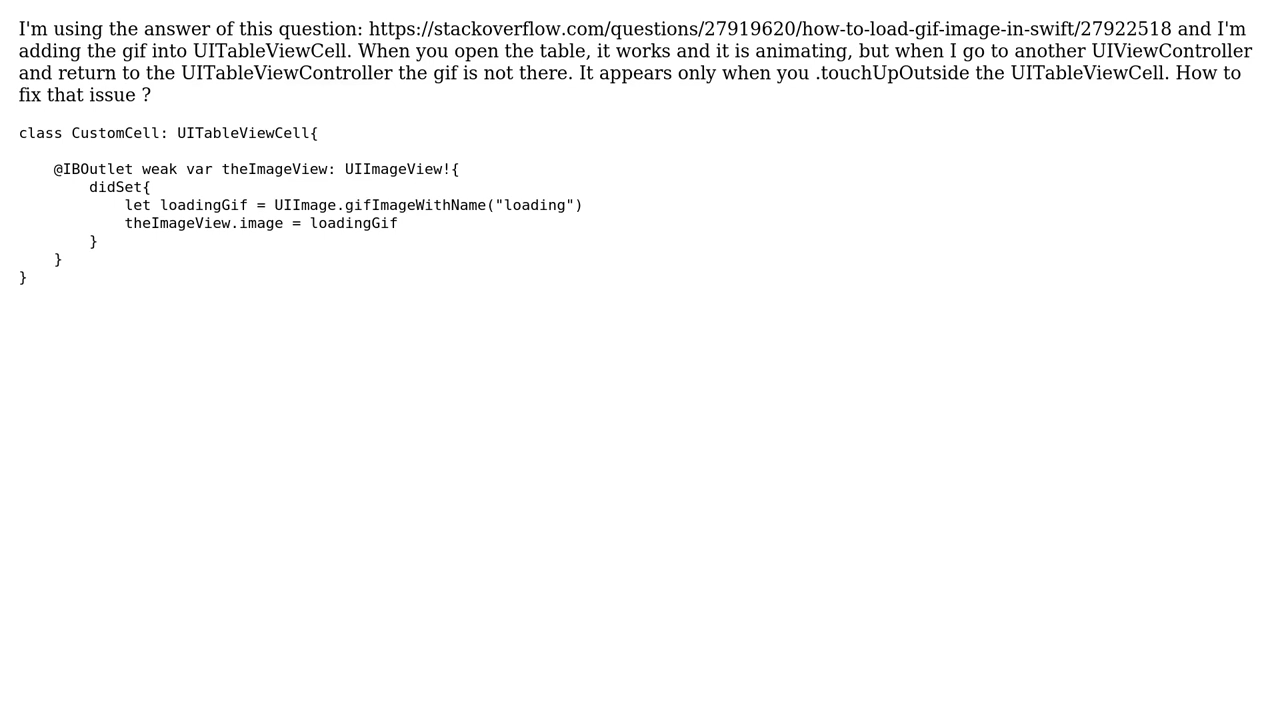 I'm using the answer of this question: https://stackoverflow.com/questions/27919620/how-to-load-gif-image-in-swift/27922518 and I'm
adding the gif into UITableViewCell. When you open the table, it works and it is animating, but when I go to another UIViewController
and return to the UITableViewController the gif is not there. It appears only when you .touchUpOutside the UITableViewCell. How to
fix that issue ?
class CustomCell: UITableViewCell{
    @IBOutlet weak var theImageView: UIImageView!{
        didSet{
            let loadingGif = UIImage.gifImageWithName("loading")
            theImageView.image = loadingGif
        }
    }
}